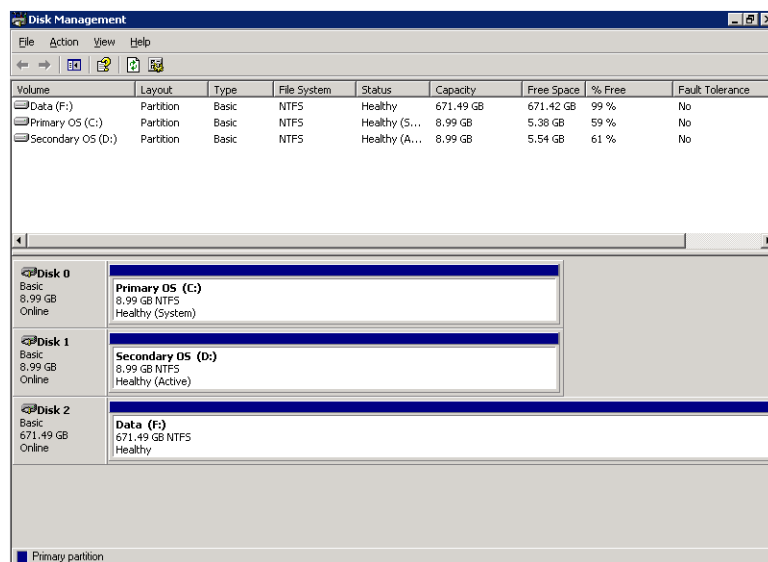 Disk Management
File Action View Help
Volume Layout Type File System Status Capacity Free Space % Free Fault Tolerance
Data (F:) Partition Basic NTFS Healthy 671.49 GB 671.42 GB 99 % No
Primary OS (C:) Partition Basic NTFS Healthy (S... 8.99 GB 5.38 GB 59 % No
Secondary OS (D:) Partition Basic NTFS Healthy (A... 8.99 GB 5.54 GB 61 % No
Disk 0
Basic
8.99 GB
Online
Primary OS (C:)
8.99 GB NTFS
Healthy (System)
Disk 1
Basic
8.99 GB
Online
Secondary OS (D:)
8.99 GB NTFS
Healthy (Active)
Disk 2
Basic
671.49 GB
Online
Data (F:)
671.49 GB NTFS
Healthy
Primary partition